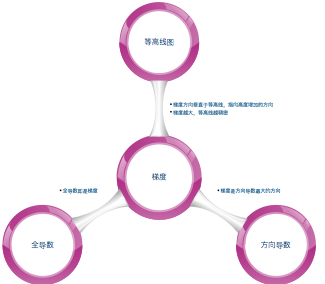 等高线图
• 梯度方向垂直于等高线，指向高度增加的方向
• 梯度越大，等高线越稠密
梯度
• 全导数就是梯度
• 梯度是方向导数最大的方向
全导数
方向导数